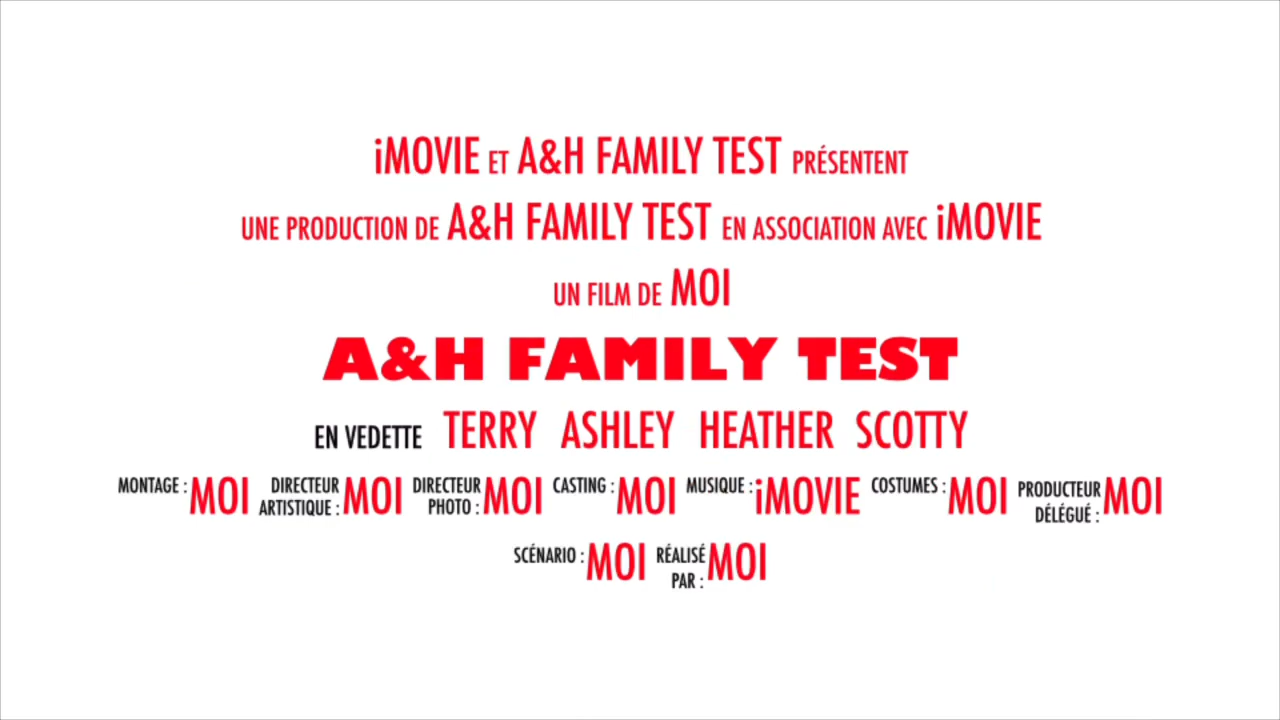 iMOVIE ET A&H FAMILY TEST PRÉSENTENT
UNE PRODUCTION DE A&H FAMILY TEST EN ASSOCIATION AVEC iMOVIE
UN FILM DE MOI
A&H FAMILY TEST
EN VEDETTE TERRY ASHLEY HEATHER SCOTTY
MONTAGE : MOI DIRECTEUR ARTISTIQUE : MOI DIRECTEUR PHOTO : MOI CASTING : MOI MUSIQUE : iMOVIE COSTUMES : MOI PRODUCTEUR DÉLÉGUÉ : MOI
SCÉNARIO : MOI RÉALISÉ PAR : MOI